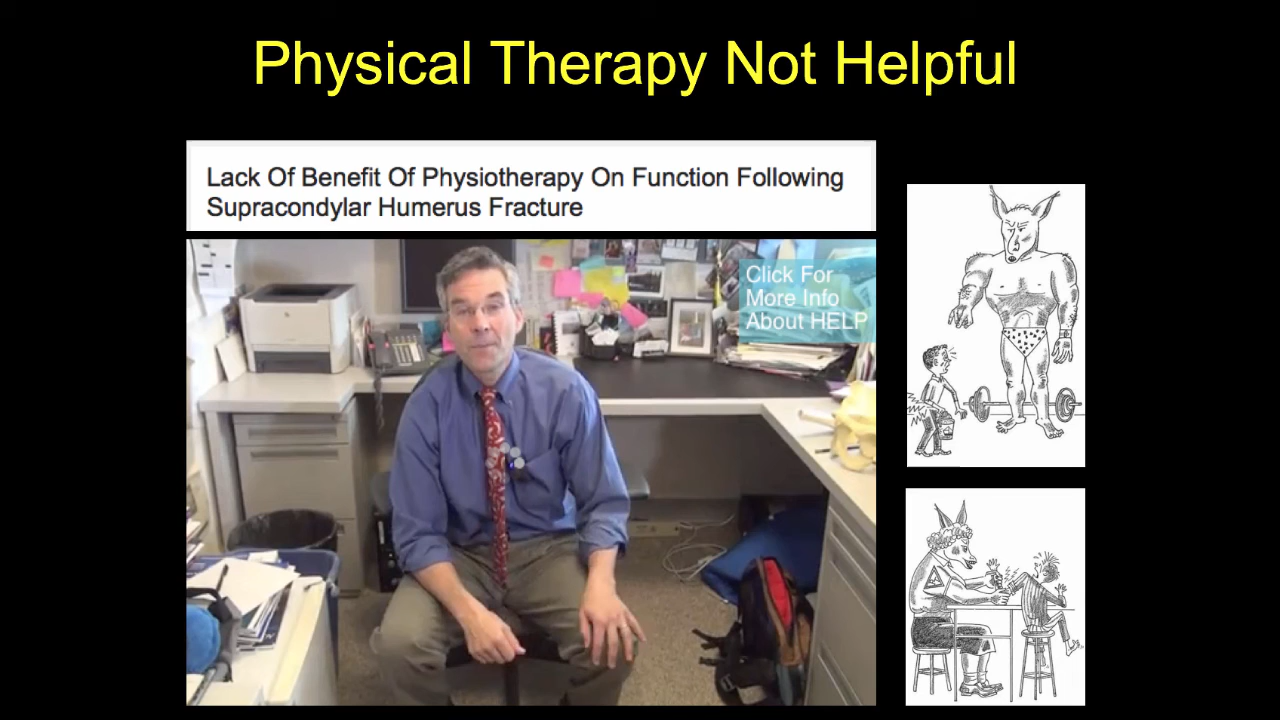 Physical Therapy Not Helpful
Lack Of Benefit Of Physiotherapy On Function Following
Supracondylar Humerus Fracture
Click For
More Info
About HELP